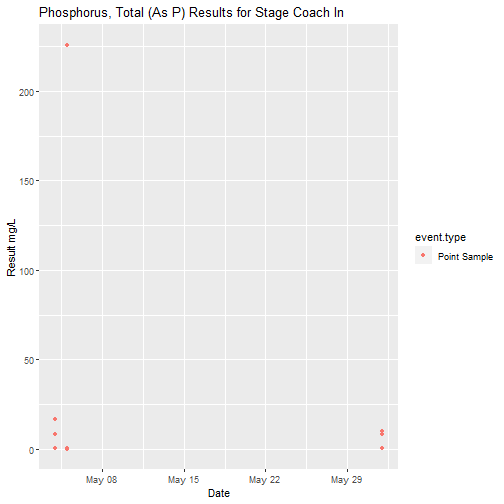 Phosphorus, Total (As P) Results for Stage Coach In
Result mg/L
200
150
100
50
0
May 08
May 15
May 22
May 29
Date
event.type
Point Sample